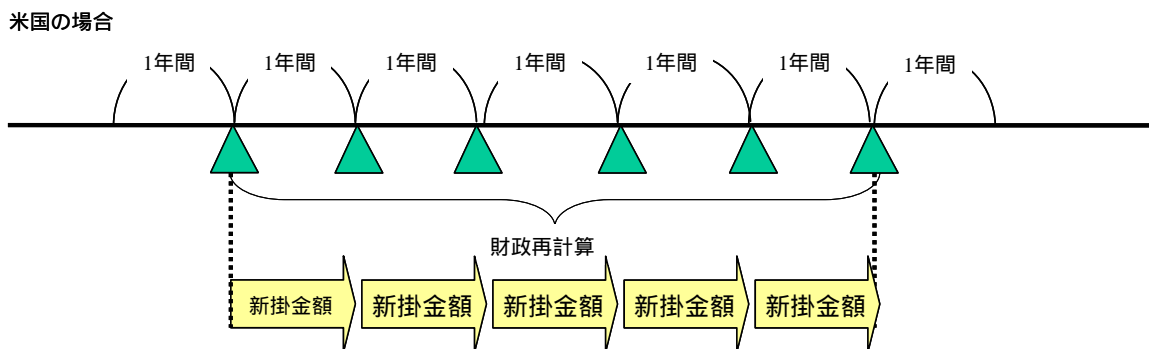 米国の場合
1年間 1年間 1年間 1年間 1年間 1年間 1年間
財政再計算
新掛金額 新掛金額 新掛金額 新掛金額 新掛金額